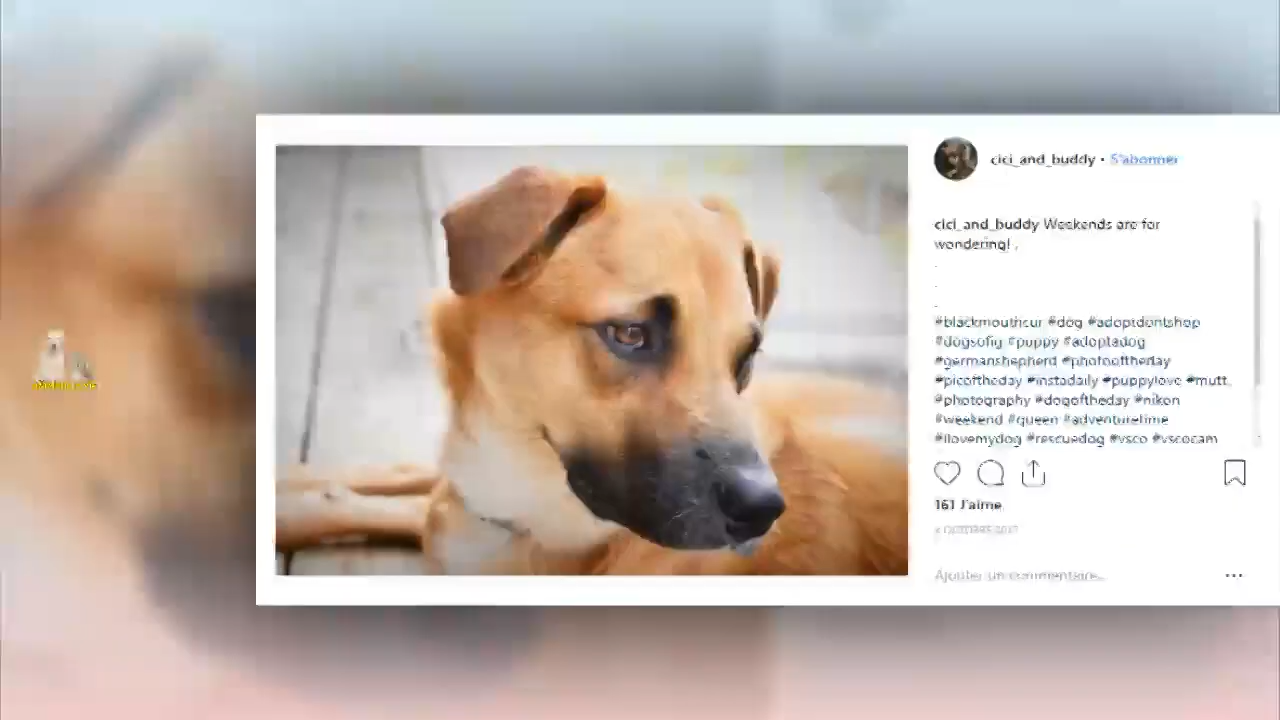 cici_and_buddy • S'abonner
cici_and_buddy Weekends are for
wondering!
.
.
.
#blackmouthcur #dog #adoptdontshop
#dogsofig #puppy #adoptadog
#germanshepherd #photooftheday
#picoftheday #instadaily #puppylove #mutt
#photography #dogoftheday #nikon
#weekend #queen #adventuretime
#ilovemydog #rescuedog #vsco #vscocam
161 J'aime
Ajouter un commentaire...